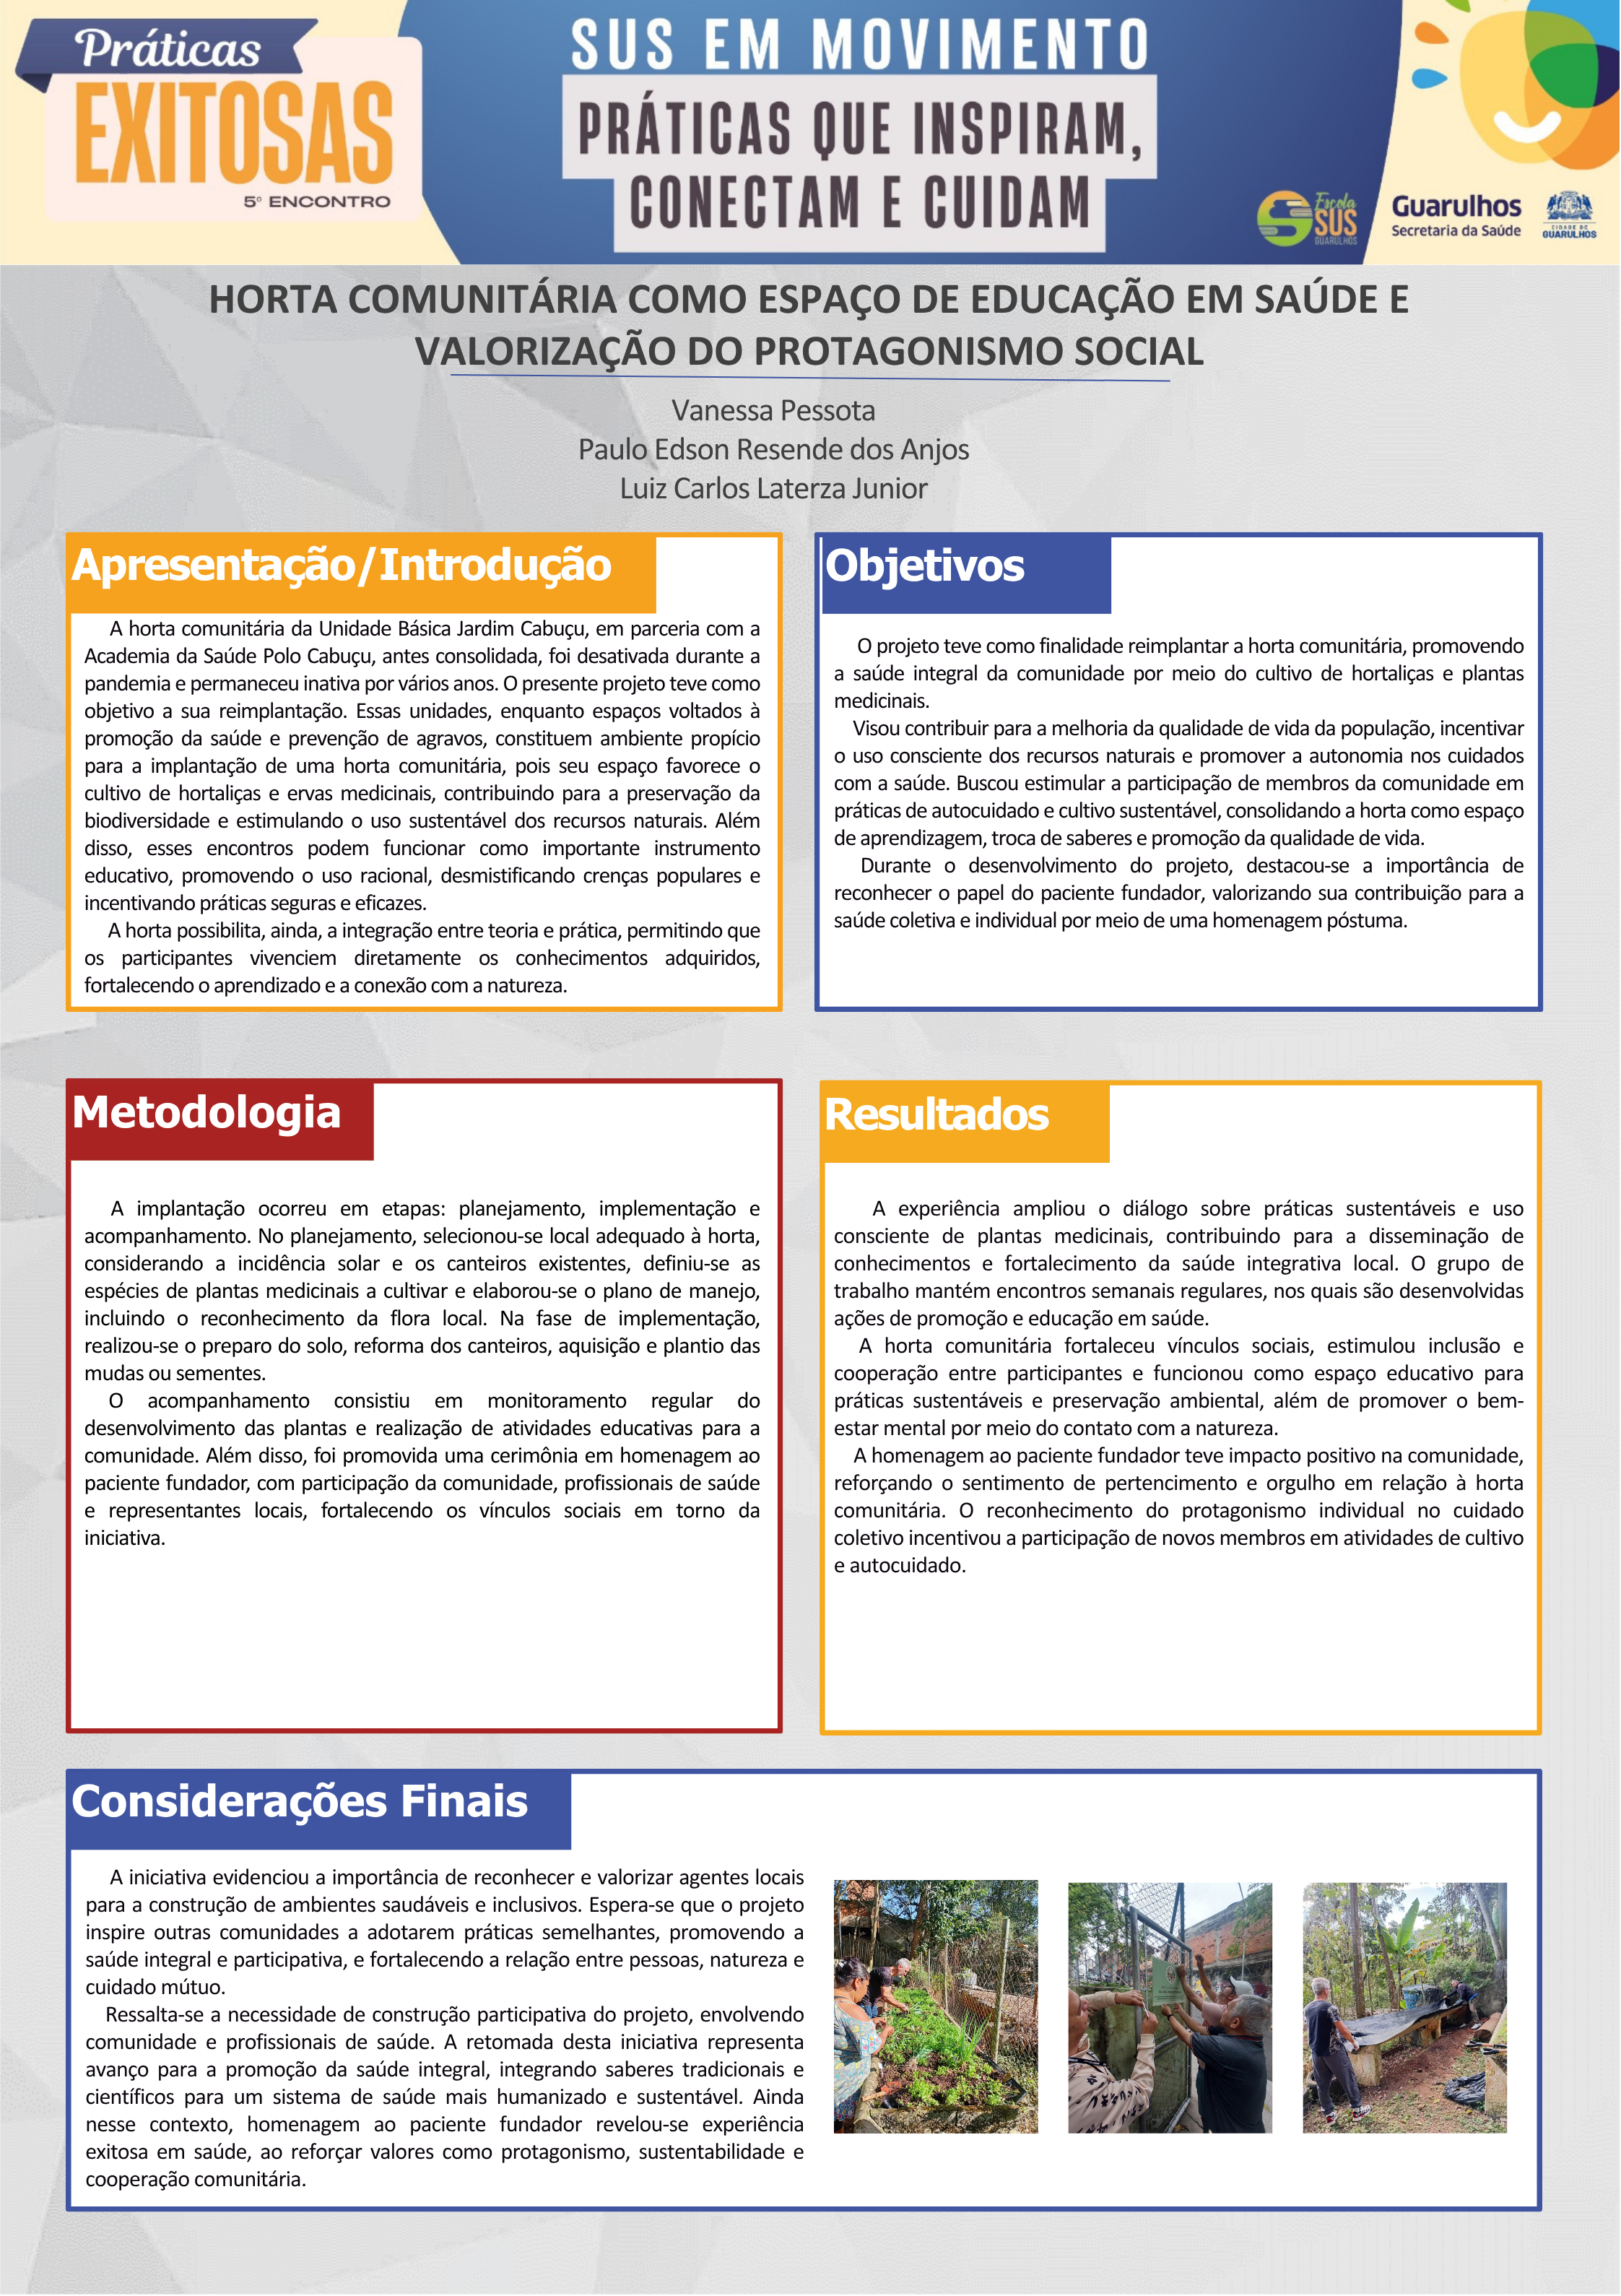 Práticas
EXITOSAS
5º ENCONTRO
SUS EM MOVIMENTO
PRÁTICAS QUE INSPIRAM,
CONECTAM E CUIDAM
Escola
SUS
GUARULHOS
Guarulhos
Secretaria da Saúde
CIDADE DE
GUARULHOS
HORTA COMUNITÁRIA COMO ESPAÇO DE EDUCAÇÃO EM SAÚDE E
VALORIZAÇÃO DO PROTAGONISMO SOCIAL
Vanessa Pessota
Paulo Edson Resende dos Anjos
Luiz Carlos Laterza Junior
Apresentação/Introdução
A horta comunitária da Unidade Básica Jardim Cabuçu, em parceria com a
Academia da Saúde Polo Cabuçu, antes consolidada, foi desativada durante a
pandemia e permaneceu inativa por vários anos. O presente projeto teve como
objetivo a sua reimplantação. Essas unidades, enquanto espaços voltados à
promoção da saúde e prevenção de agravos, constituem ambiente propício
para a implantação de uma horta comunitária, pois seu espaço favorece o
cultivo de hortaliças e ervas medicinais, contribuindo para a preservação da
biodiversidade e estimulando o uso sustentável dos recursos naturais. Além
disso, esses encontros podem funcionar como importante instrumento
educativo, promovendo o uso racional, desmistificando crenças populares e
incentivando práticas seguras e eficazes.
A horta possibilita, ainda, a integração entre teoria e prática, permitindo que
os participantes vivenciem diretamente os conhecimentos adquiridos,
fortalecendo o aprendizado e a conexão com a natureza.
Objetivos
O projeto teve como finalidade reimplantar a horta comunitária, promovendo
a saúde integral da comunidade por meio do cultivo de hortaliças e plantas
medicinais.
Visou contribuir para a melhoria da qualidade de vida da população, incentivar
o uso consciente dos recursos naturais e promover a autonomia nos cuidados
com a saúde. Buscou estimular a participação de membros da comunidade em
práticas de autocuidado e cultivo sustentável, consolidando a horta como espaço
de aprendizagem, troca de saberes e promoção da qualidade de vida.
Durante o desenvolvimento do projeto, destacou-se a importância de
reconhecer o papel do paciente fundador, valorizando sua contribuição para a
saúde coletiva e individual por meio de uma homenagem póstuma.
Metodologia
A implantação ocorreu em etapas: planejamento, implementação e
acompanhamento. No planejamento, selecionou-se local adequado à horta,
considerando a incidência solar e os canteiros existentes, definiu-se as
espécies de plantas medicinais a cultivar e elaborou-se o plano de manejo,
incluindo o reconhecimento da flora local. Na fase de implementação,
realizou-se o preparo do solo, reforma dos canteiros, aquisição e plantio das
mudas ou sementes.
O acompanhamento consistiu em monitoramento regular do
desenvolvimento das plantas e realização de atividades educativas para a
comunidade. Além disso, foi promovida uma cerimônia em homenagem ao
paciente fundador, com participação da comunidade, profissionais de saúde
e representantes locais, fortalecendo os vínculos sociais em torno da
iniciativa.
Resultados
A experiência ampliou o diálogo sobre práticas sustentáveis e uso
consciente de plantas medicinais, contribuindo para a disseminação de
conhecimentos e fortalecimento da saúde integrativa local. O grupo de
trabalho mantém encontros semanais regulares, nos quais são desenvolvidas
ações de promoção e educação em saúde.
A horta comunitária fortaleceu vínculos sociais, estimulou inclusão e
cooperação entre participantes e funcionou como espaço educativo para
práticas sustentáveis e preservação ambiental, além de promover o bem-
estar mental por meio do contato com a natureza.
A homenagem ao paciente fundador teve impacto positivo na comunidade,
reforçando o sentimento de pertencimento e orgulho em relação à horta
comunitária. O reconhecimento do protagonismo individual no cuidado
coletivo incentivou a participação de novos membros em atividades de cultivo
e autocuidado.
Considerações Finais
A iniciativa evidenciou a importância de reconhecer e valorizar agentes locais
para a construção de ambientes saudáveis e inclusivos. Espera-se que o projeto
inspire outras comunidades a adotarem práticas semelhantes, promovendo a
saúde integral e participativa, e fortalecendo a relação entre pessoas, natureza e
cuidado mútuo.
Ressalta-se a necessidade de construção participativa do projeto, envolvendo
comunidade e profissionais de saúde. A retomada desta iniciativa representa
avanço para a promoção da saúde integral, integrando saberes tradicionais e
científicos para um sistema de saúde mais humanizado e sustentável. Ainda
nesse contexto, homenagem ao paciente fundador revelou-se experiência
exitosa em saúde, ao reforçar valores como protagonismo, sustentabilidade e
cooperação comunitária.